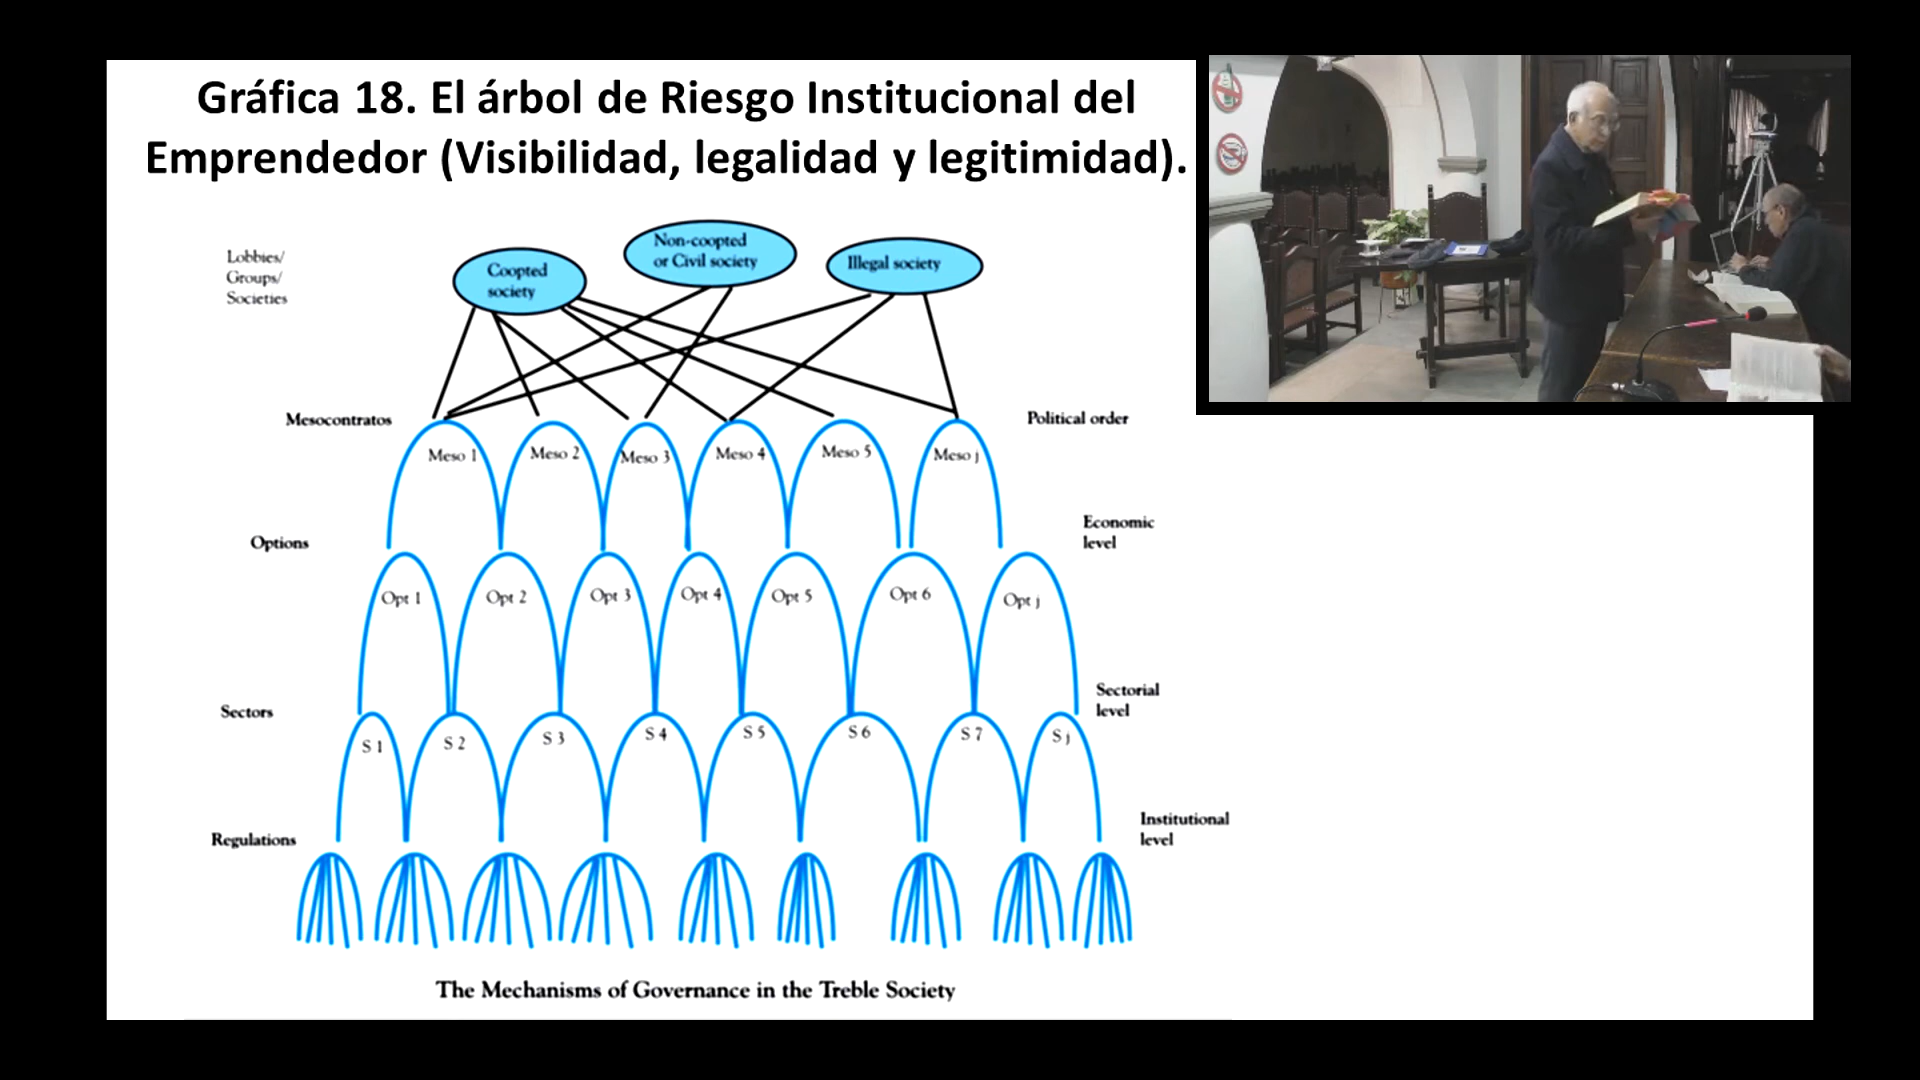 Gráfica 18. El árbol de Riesgo Institucional del
Emprendedor (Visibilidad, legalidad y legitimidad).
Lobbies/
Groups/
Societies
Coopted
society
Non-coopted
or Civil society
Illegal society
Mesocontratos
Political order
Meso 1
Meso 2
Meso 3
Meso 4
Meso 5
Meso j
Options
Economic
level
Opt 1
Opt 2
Opt 3
Opt 4
Opt 5
Opt 6
Opt j
Sectors
Sectorial
level
S 1
S 2
S 3
S 4
S 5
S 6
S 7
S j
Regulations
Institutional
level
The Mechanisms of Governance in the Treble Society